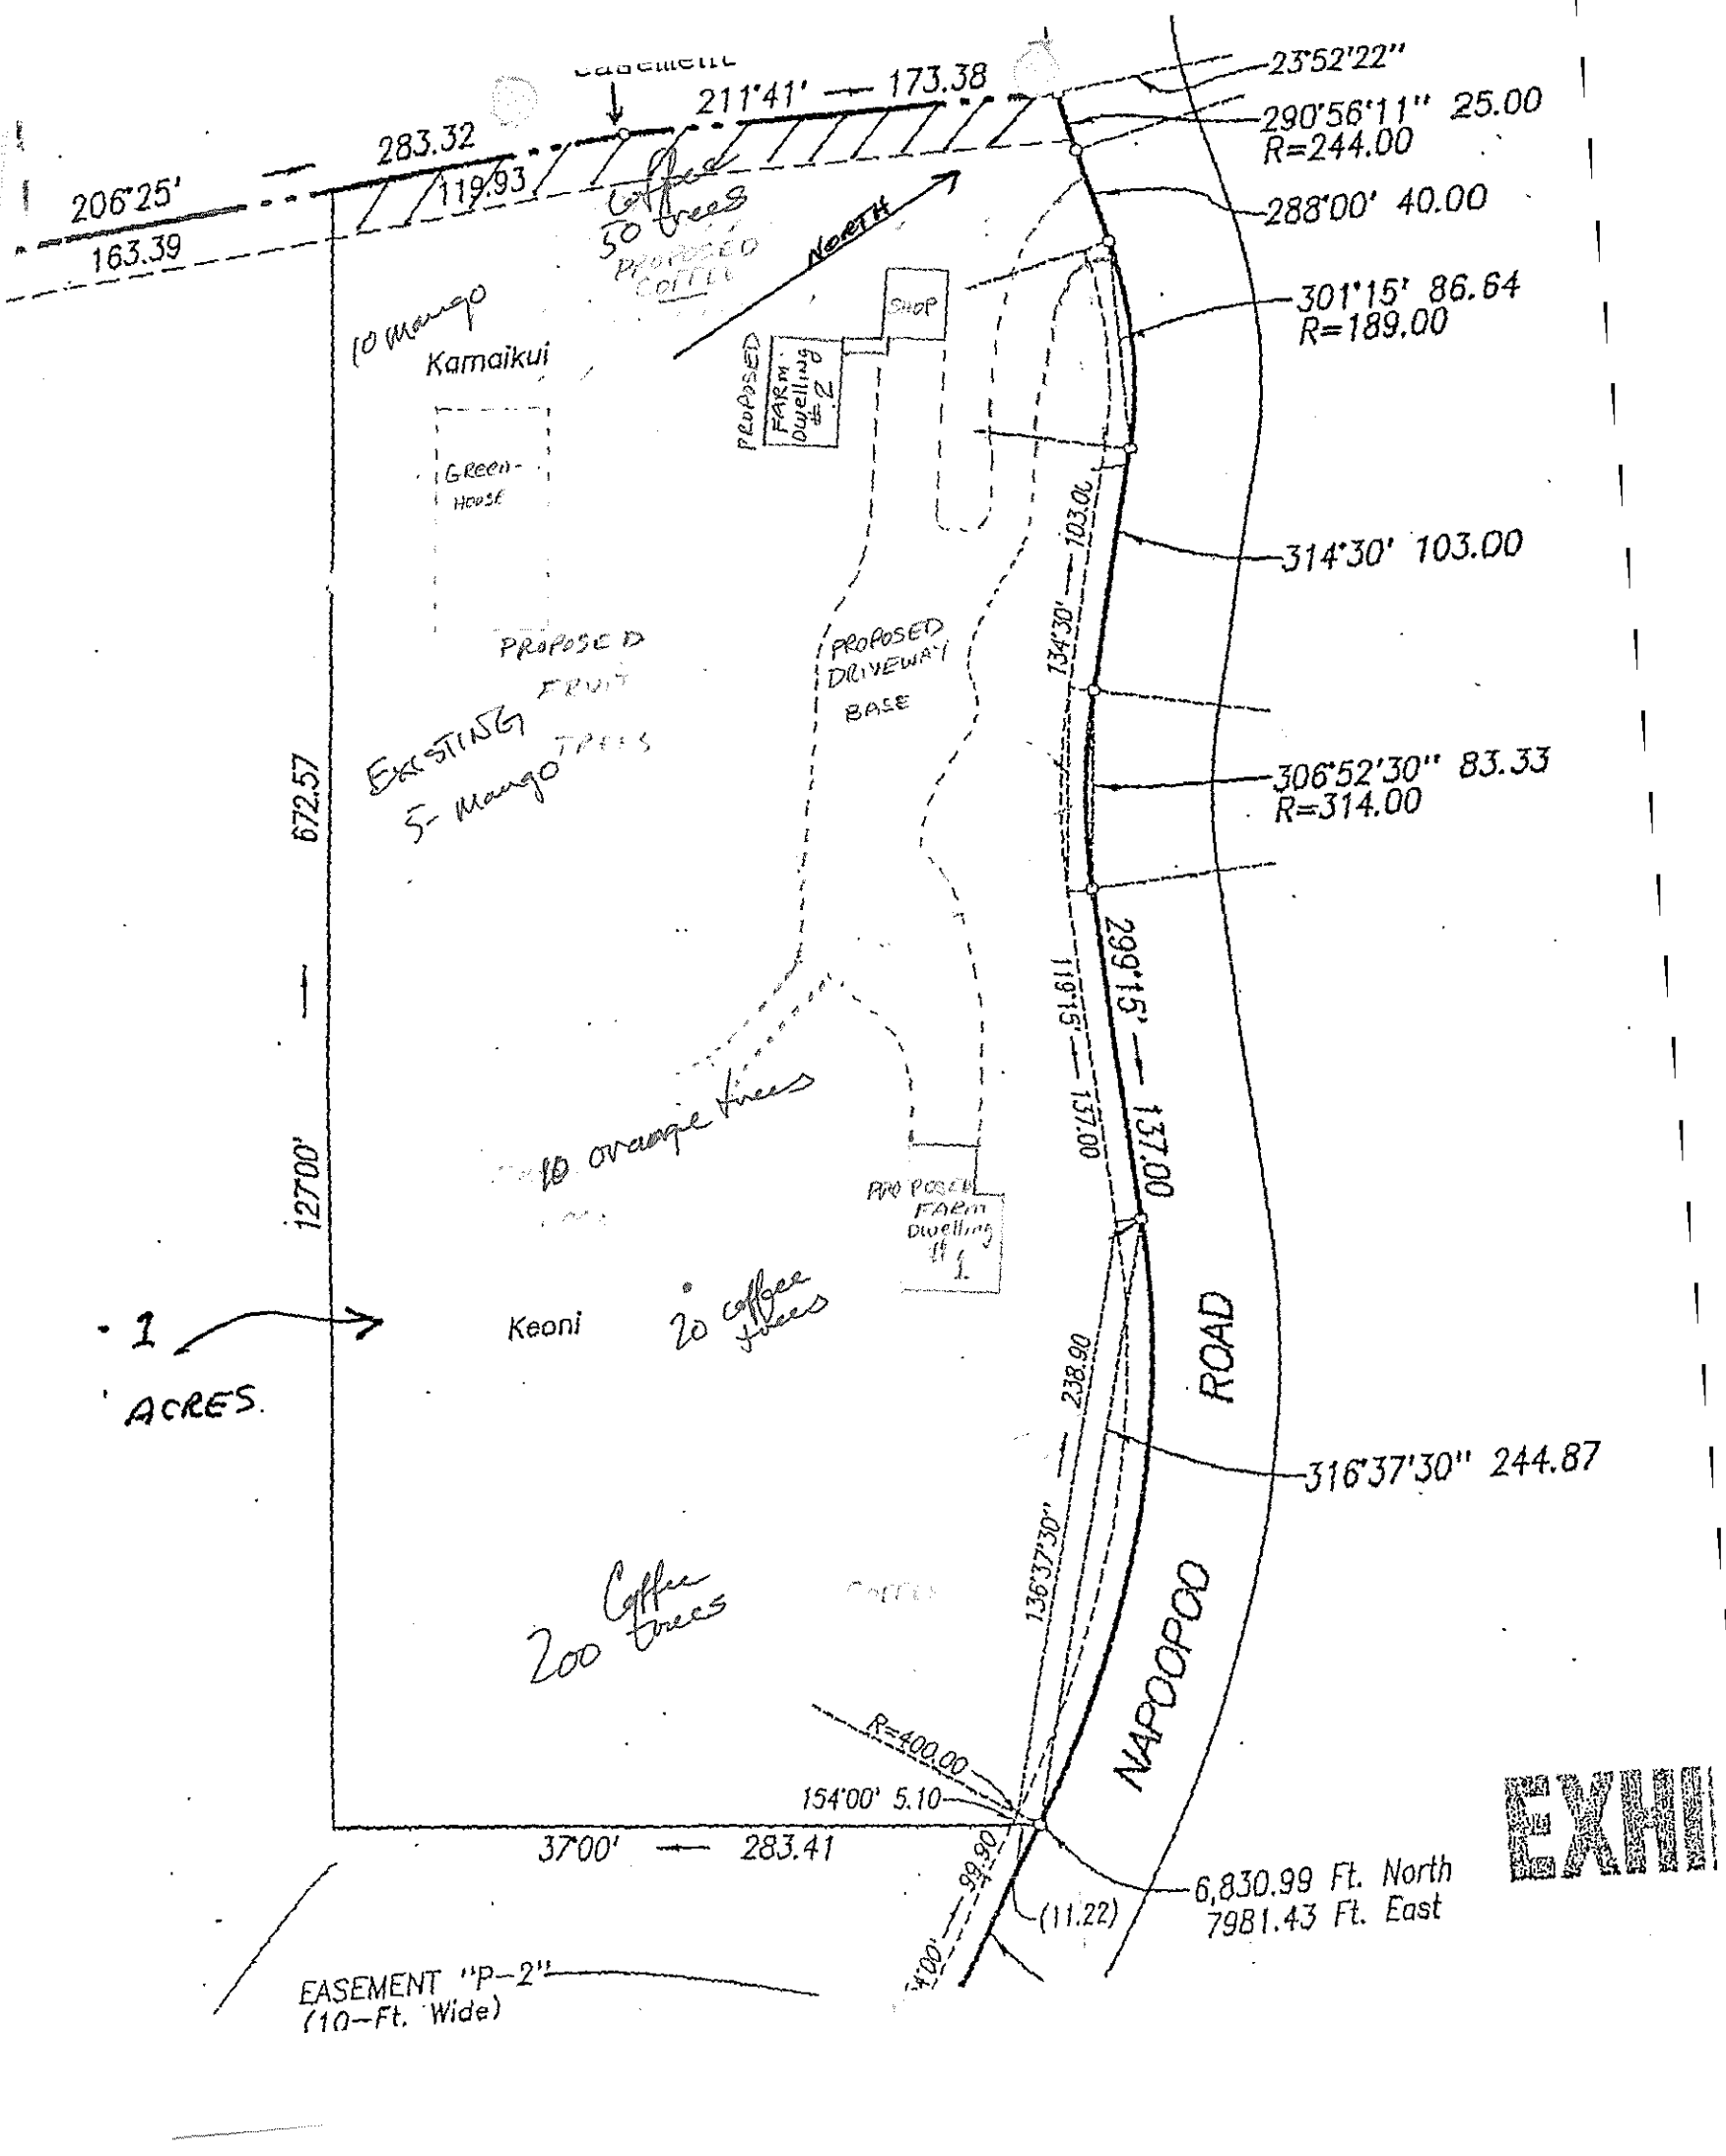 211°41' — 173.38
283.32
206°25'
119.93
163.39
23°52'22"
290°56'11" 25.00
R=244.00
288°00' 40.00
301°15' 86.64
R=189.00
314°30' 103.00
306°52'30" 83.33
R=314.00
Coffee
50 trees
PROPOSED
COFFEE
NORTH
10 mango
Kamaikui
SHOP
PROPOSED
FARM
Dwelling
# 2
GREEN-
HOUSE
134°30' — 103.00
PROPOSED
FRUIT
TREES
EXISTING
5- Mango
PROPOSED
DRIVEWAY
BASE
672.57
127°00'
299°15' — 137.00
119°15' — 137.00
10 orange trees
PROPOSED
FARM
Dwelling
# 1
- 1
ACRES.
Keoni
20 coffee
trees
238.90
136°37'30"
316°37'30" 244.87
ROAD
NAPOOPOO
Coffee
200 trees
COFFEE
R=400.00
154°00' 5.10
37°00' — 283.41
99.90
(11.22)
6,830.99 Ft. North
7981.43 Ft. East
EASEMENT "P-2"
(10-Ft. Wide)